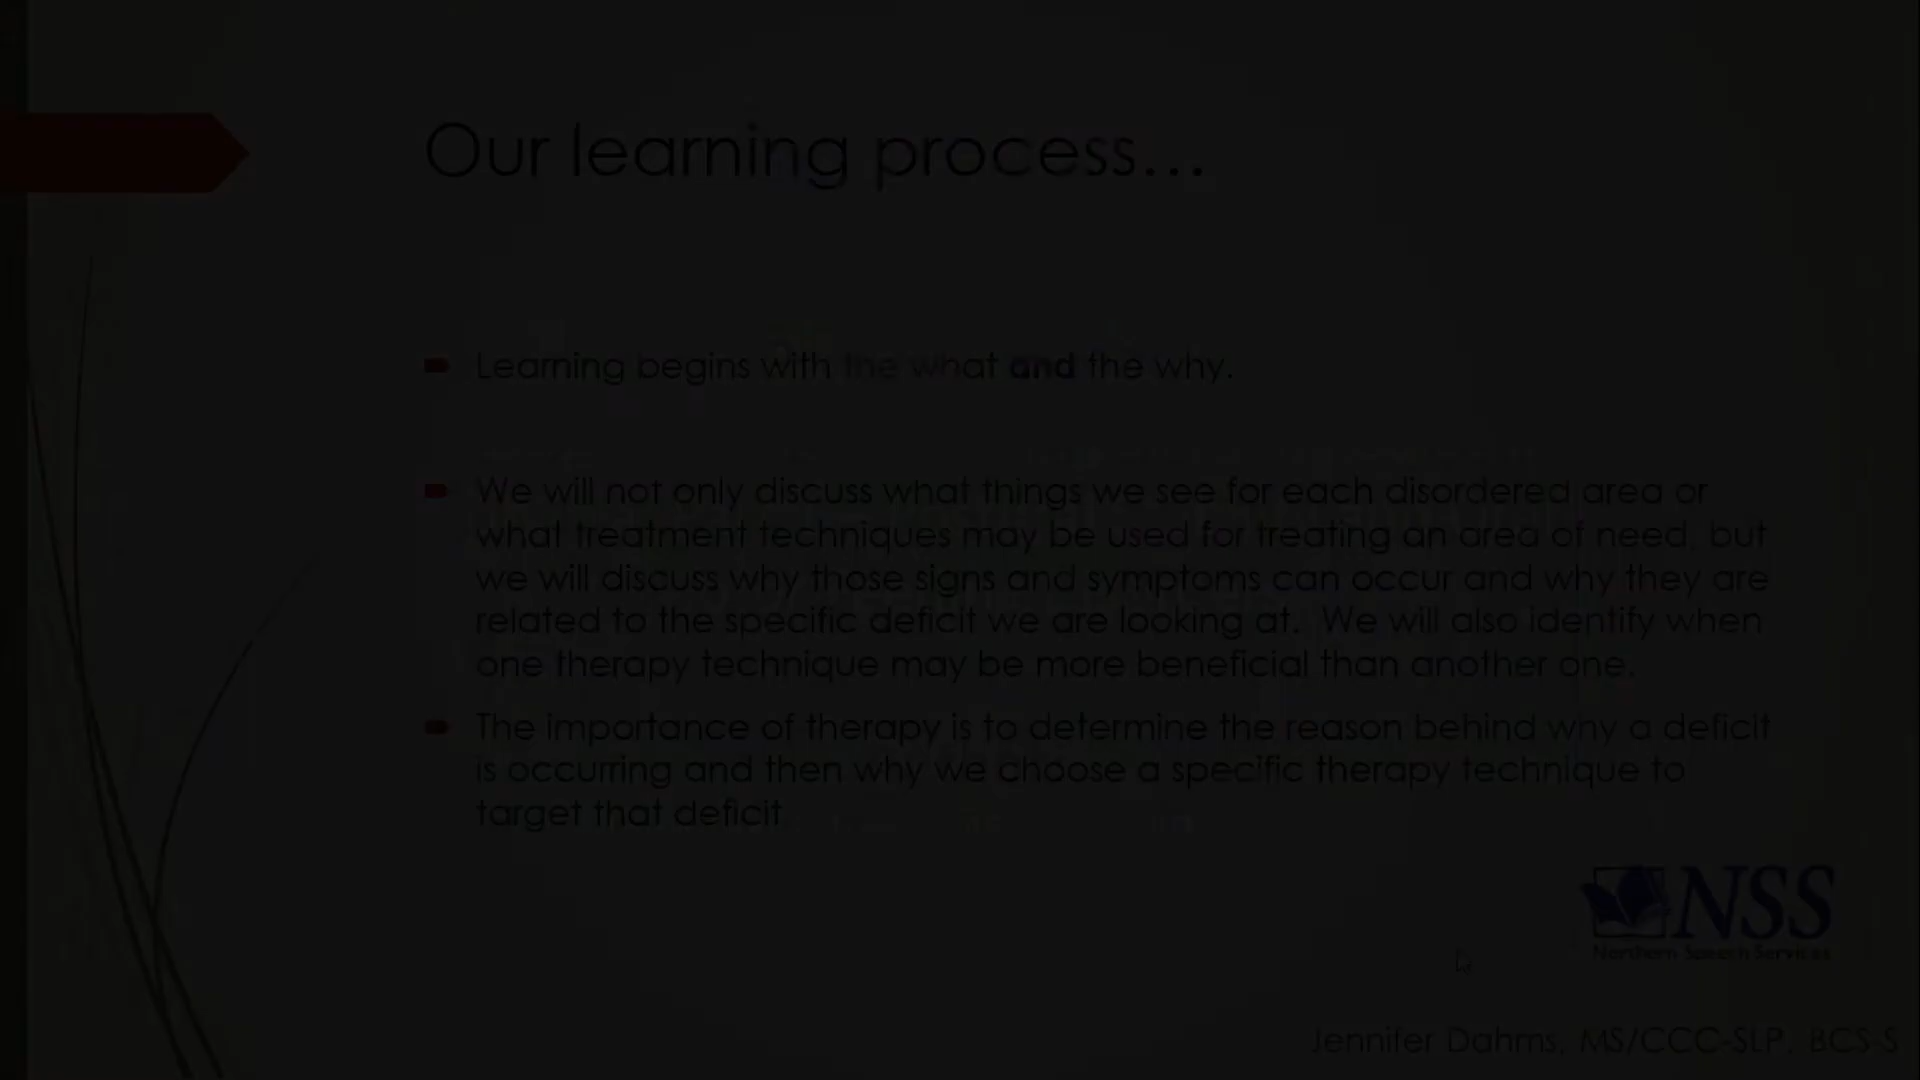 Our learning process...
Learning begins with the what and the why.
We will not only discuss what things we see for each disordered area or
what treatment techniques may be used for treating an area of need, but
we will discuss why those signs and symptoms can occur and why they are
related to the specific deficit we are looking at. We will also identify when
one therapy technique may be more beneficial than another one.
The importance of therapy is to determine the reason behind why a deficit
is occurring and then why we choose a specific therapy technique to
target that deficit
NSS
Northern Speech Services
Jennifer Dahms, MS/CCC-SLP, BCS-S